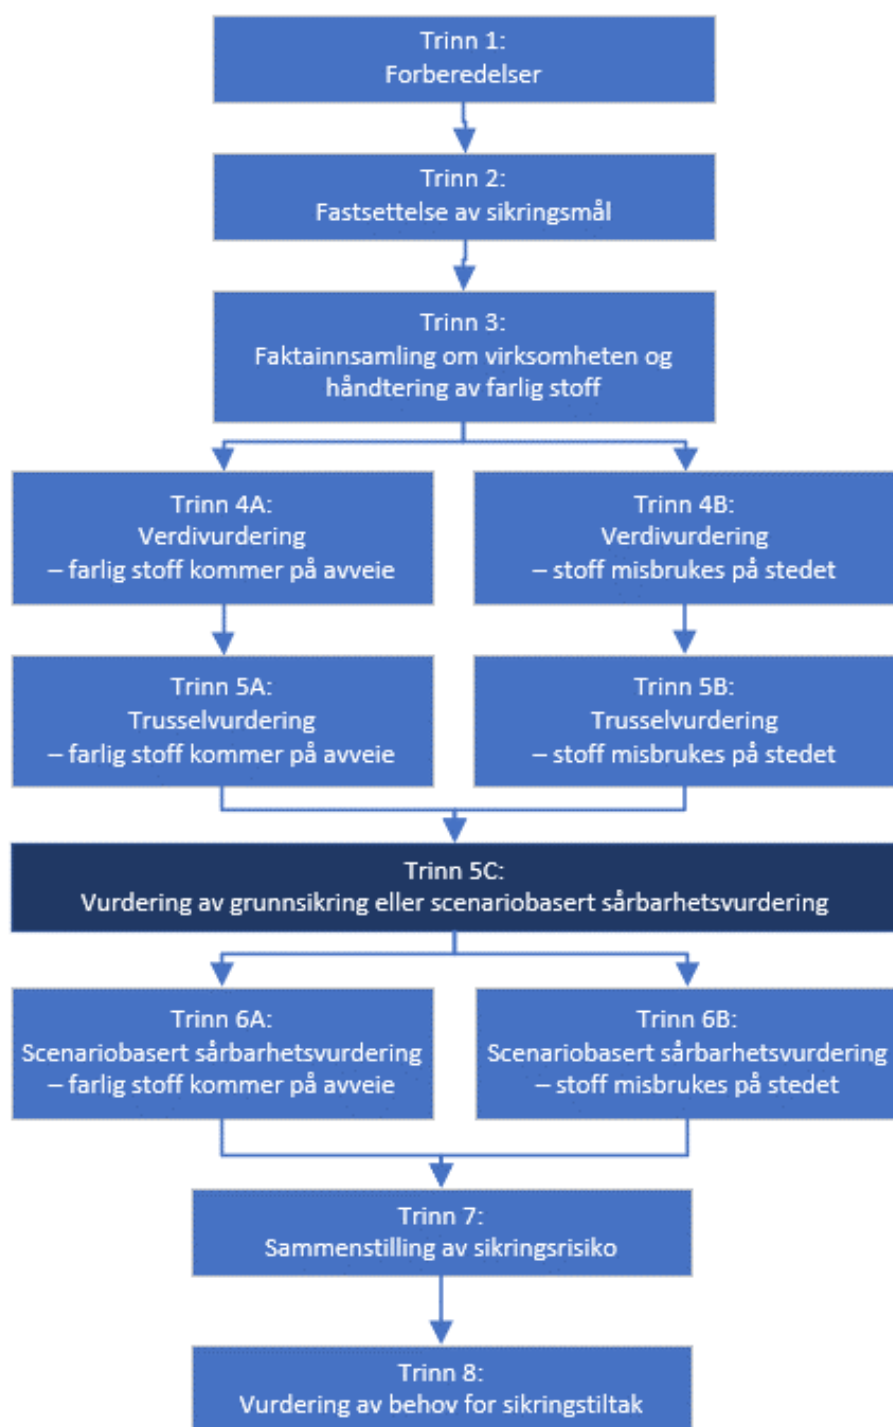 Trinn 1:
Forberedelser
Trinn 2:
Fastsettelse av sikringsmål
Trinn 3:
Faktainnsamling om virksomheten og
håndtering av farlig stoff
Trinn 4A:
Verdivurdering
– farlig stoff kommer på avveie
Trinn 4B:
Verdivurdering
– stoff misbrukes på stedet
Trinn 5A:
Trusselvurdering
– farlig stoff kommer på avveie
Trinn 5B:
Trusselvurdering
– stoff misbrukes på stedet
Trinn 5C:
Vurdering av grunnsikring eller scenariobasert sårbarhetsvurdering
Trinn 6A:
Scenariobasert sårbarhetsvurdering
– farlig stoff kommer på avveie
Trinn 6B:
Scenariobasert sårbarhetsvurdering
– stoff misbrukes på stedet
Trinn 7:
Sammenstilling av sikringsrisiko
Trinn 8:
Vurdering av behov for sikringstiltak